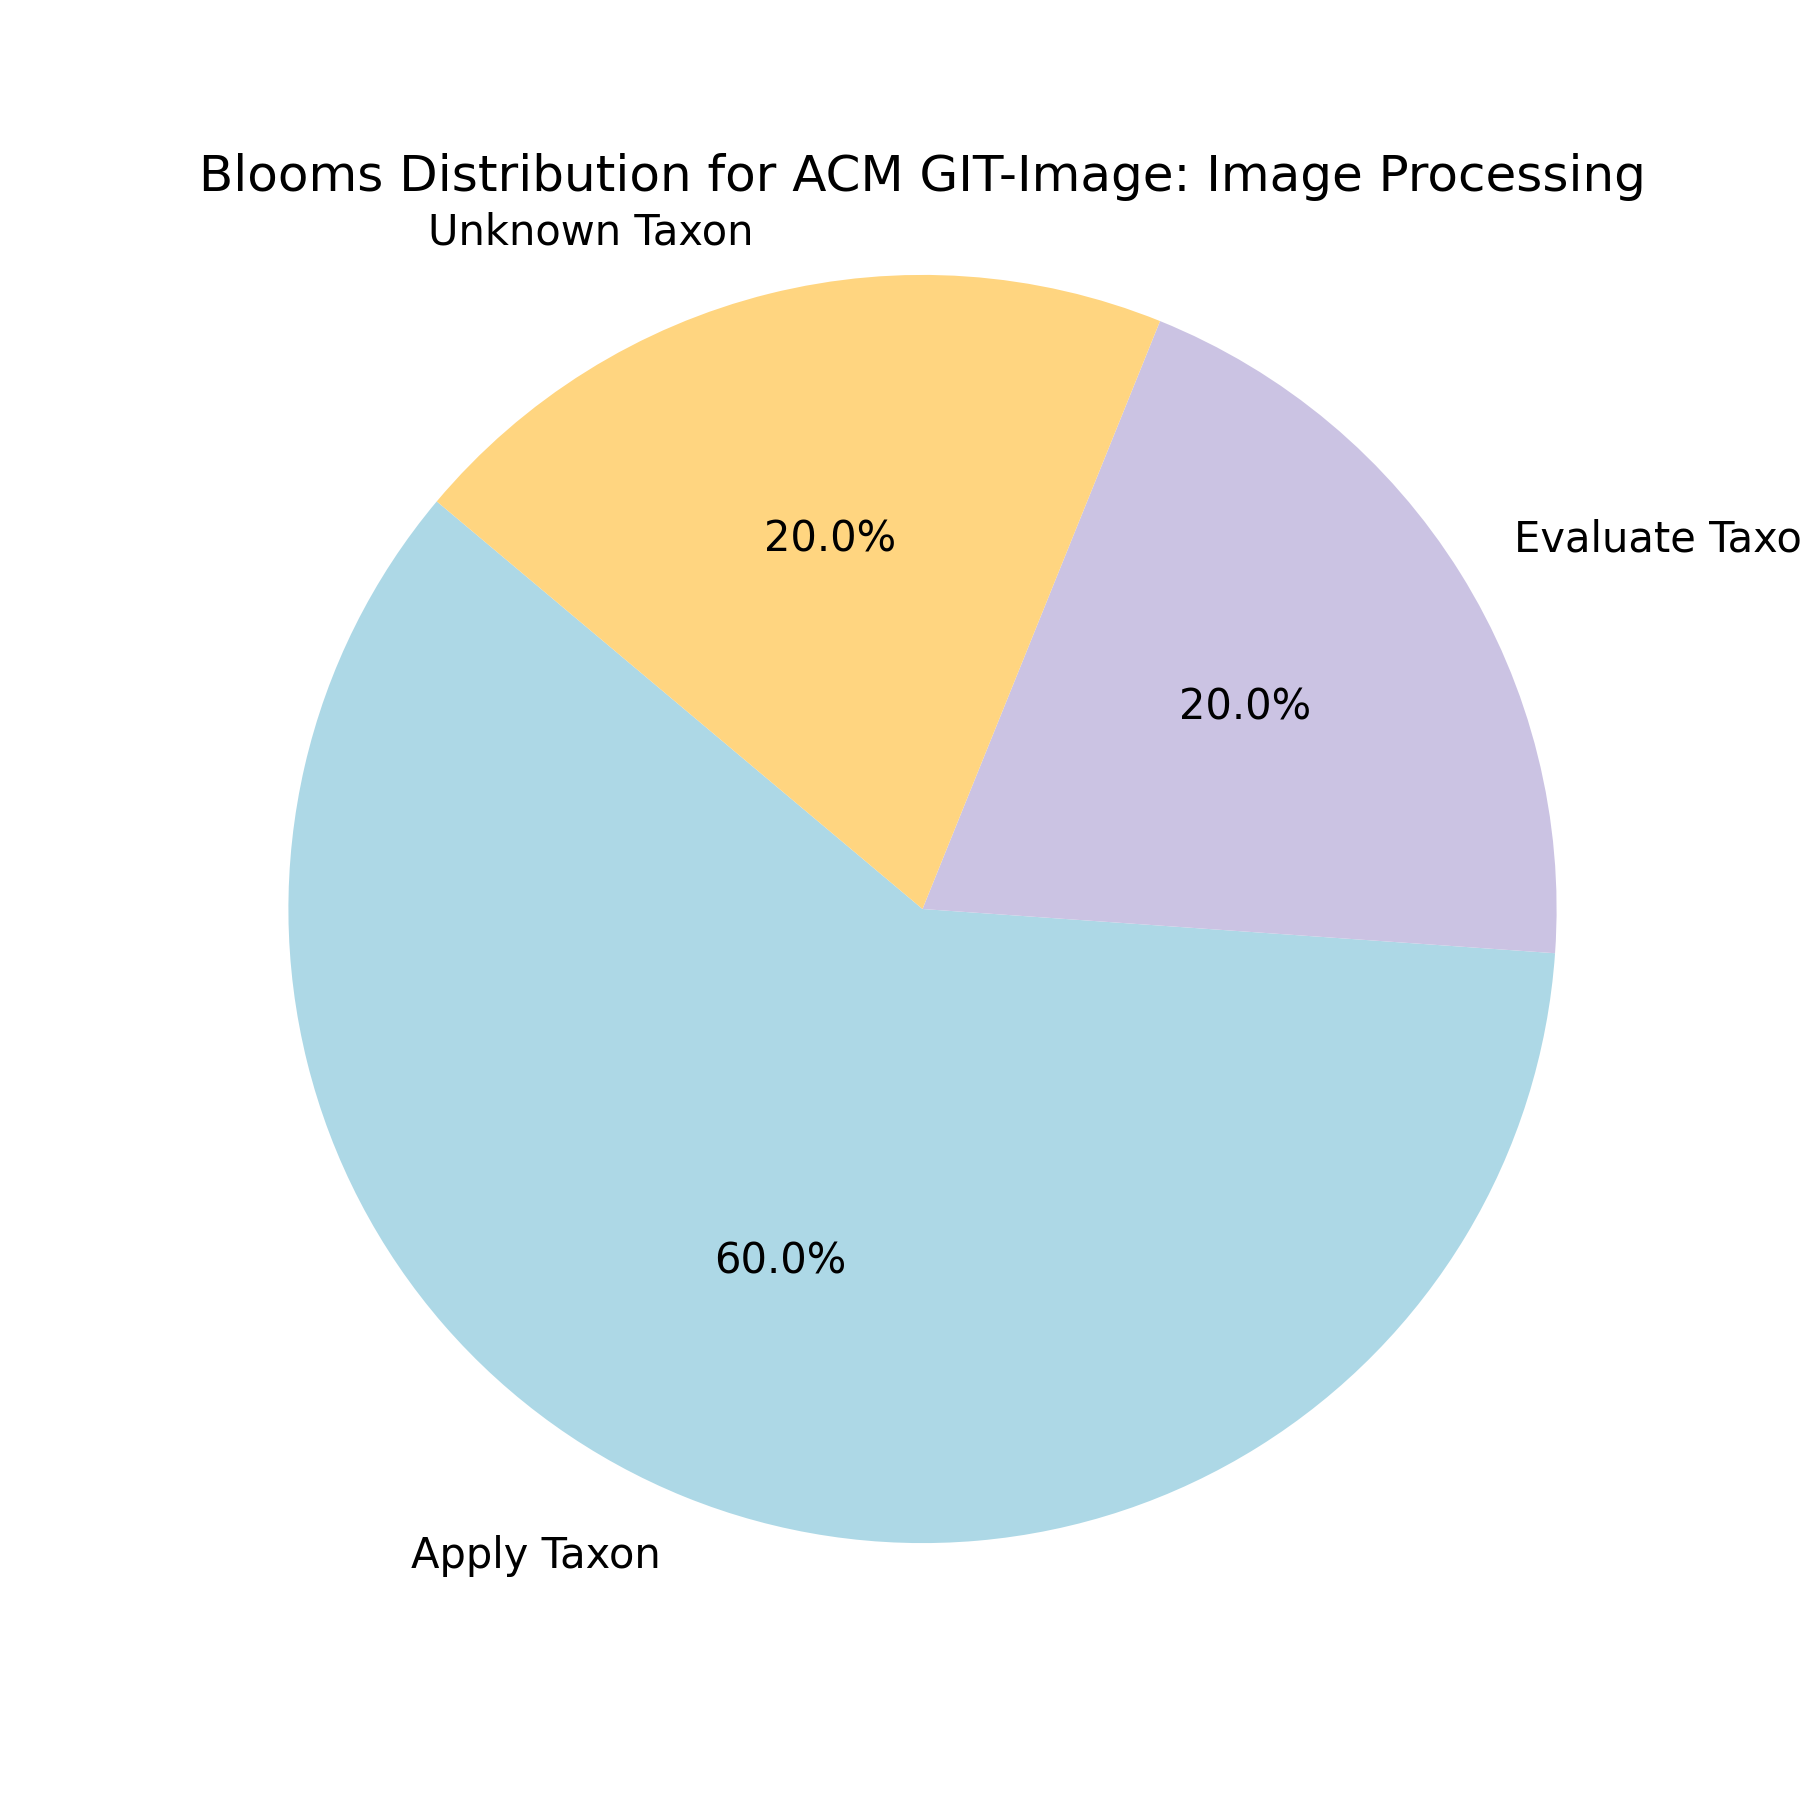 Blooms Distribution for ACM GIT-Image: Image Processing
Unknown Taxon
Evaluate Taxo
20.0%
20.0%
60.0%
Apply Taxon